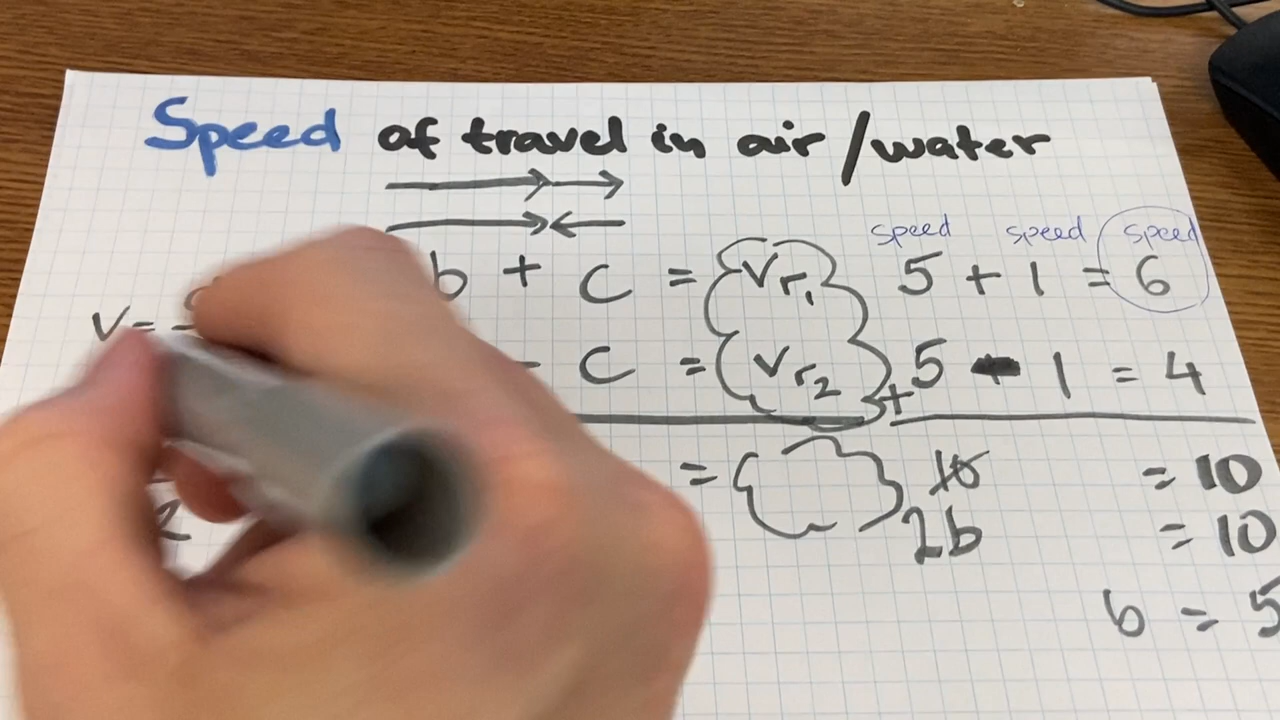 Speed of travel in air/water
speed speed speed
b + c = Vr1 5 + 1 = 6
V=
- c = Vr2 + 5 - 1 = 4
= 10 = 10
2 2b = 10
b = 5